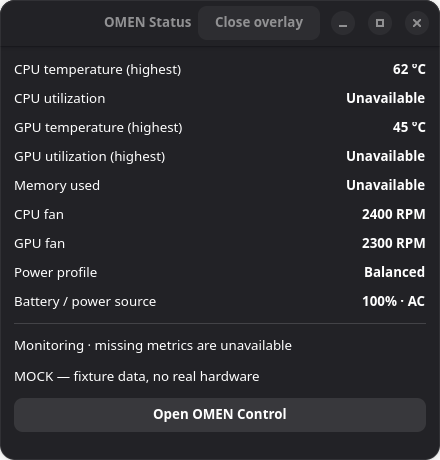 OMEN Status Close overlay
CPU temperature (highest) 62 °C
CPU utilization Unavailable
GPU temperature (highest) 45 °C
GPU utilization (highest) Unavailable
Memory used Unavailable
CPU fan 2400 RPM
GPU fan 2300 RPM
Power profile Balanced
Battery / power source 100% · AC
Monitoring · missing metrics are unavailable
MOCK — fixture data, no real hardware
Open OMEN Control